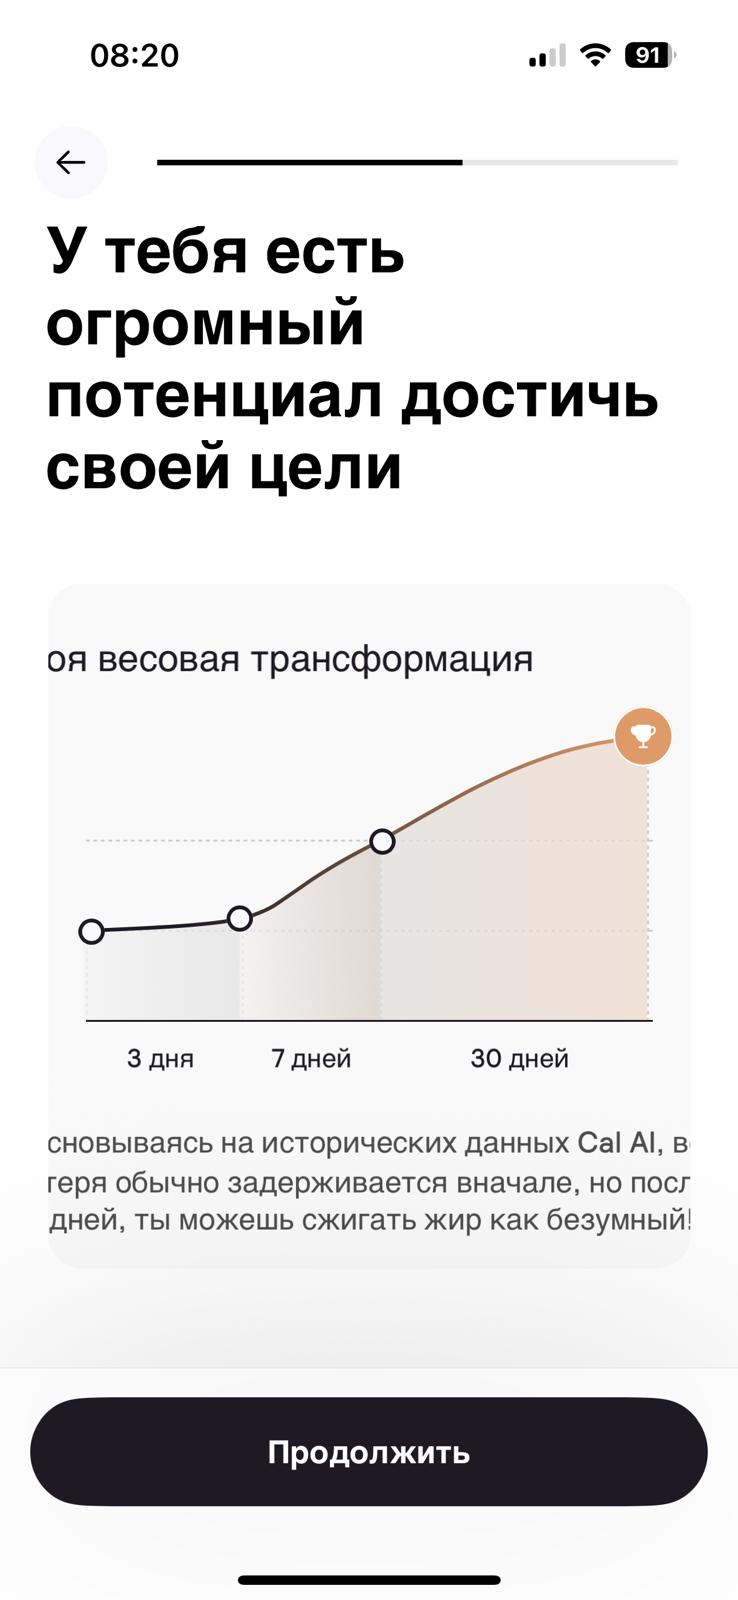 08:20
91
У тебя есть
огромный
потенциал достичь
своей цели
оя весовая трансформация
3 дня 7 дней 30 дней
сновываясь на исторических данных Cal AI, в
теря обычно задерживается вначале, но посл
дней, ты можешь сжигать жир как безумный!
Продолжить